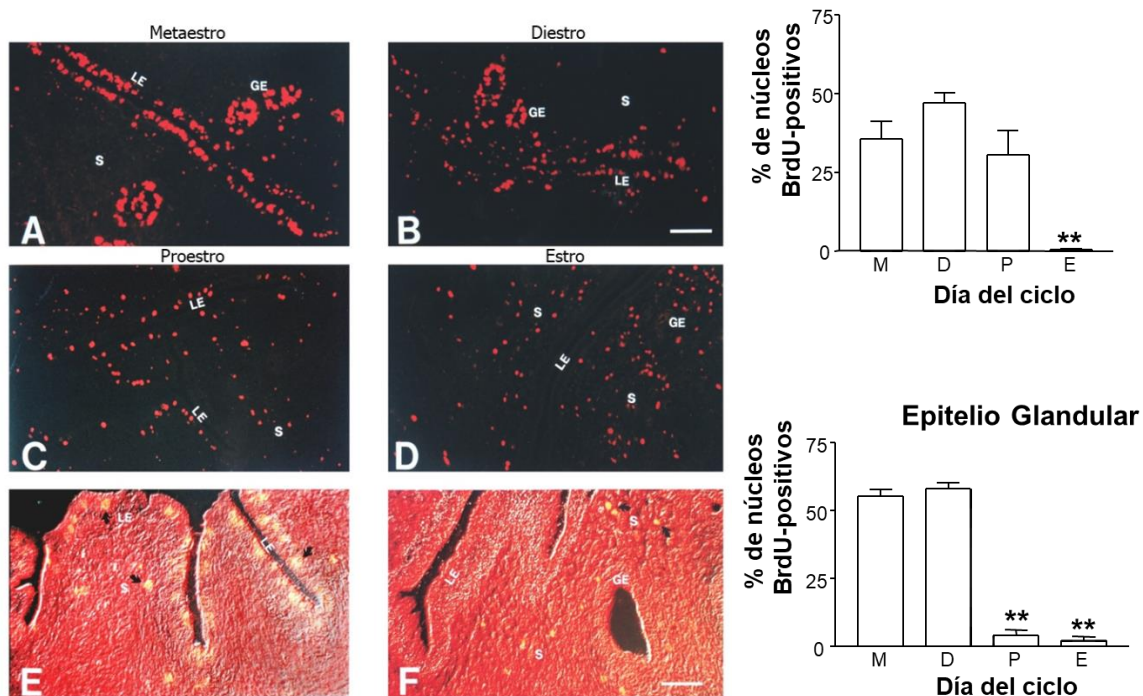 Metaestro
LE
GE
S
A
Diestro
GE
S
LE
B
Proestro
LE
LE
S
C
Estro
S
GE
LE
S
D
LE
LE
S
E
S
LE
GE
S
F
% de núcleos
BrdU-positivos
75
50
25
0
**
M D P E
Día del ciclo
Epitelio Glandular
% de núcleos
BrdU-positivos
75
50
25
0
** **
M D P E
Día del ciclo